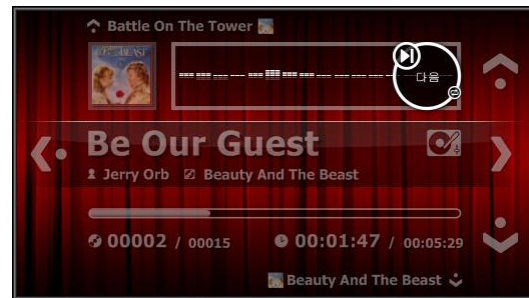 Battle On The Tower
다음
Be Our Guest
Jerry Orb Beauty And The Beast
00002 / 00015 00:01:47 / 00:05:29
Beauty And The Beast